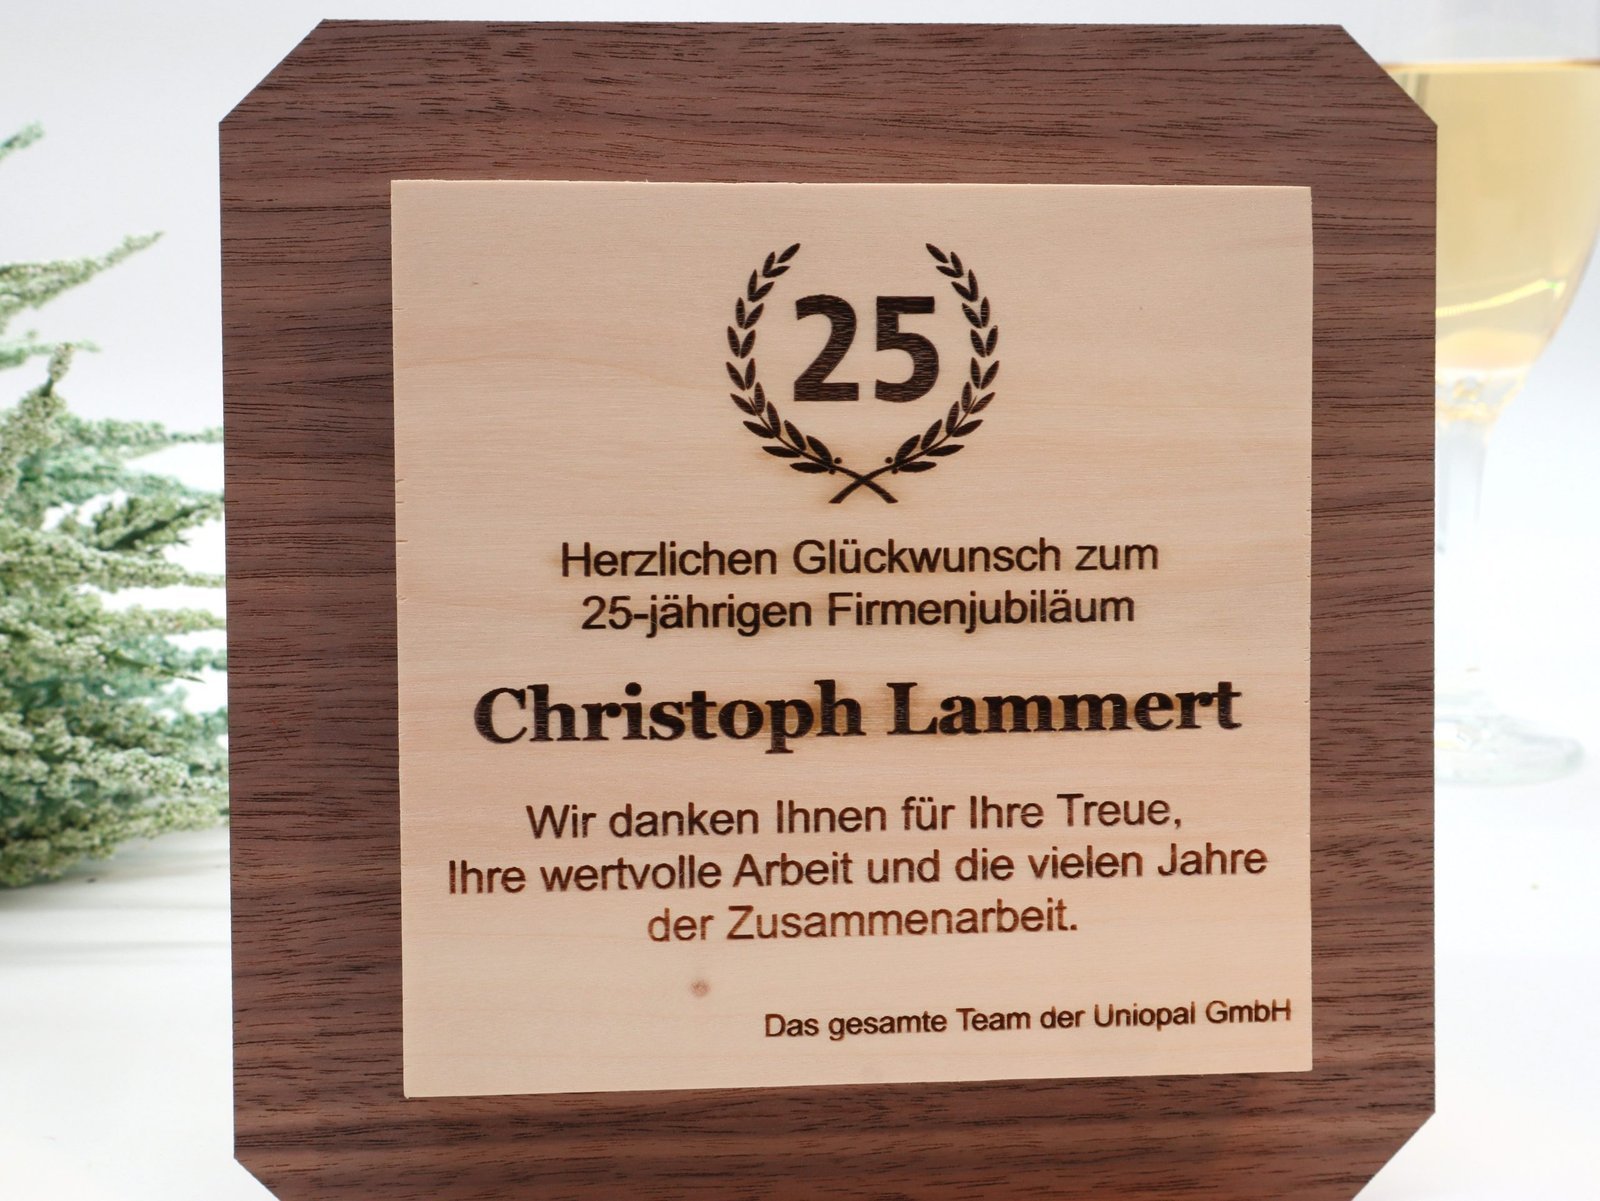 25
Herzlichen Glückwunsch zum
25-jährigen Firmenjubiläum
Christoph Lammert
Wir danken Ihnen für Ihre Treue,
Ihre wertvolle Arbeit und die vielen Jahre
der Zusammenarbeit.
Das gesamte Team der Uniopal GmbH